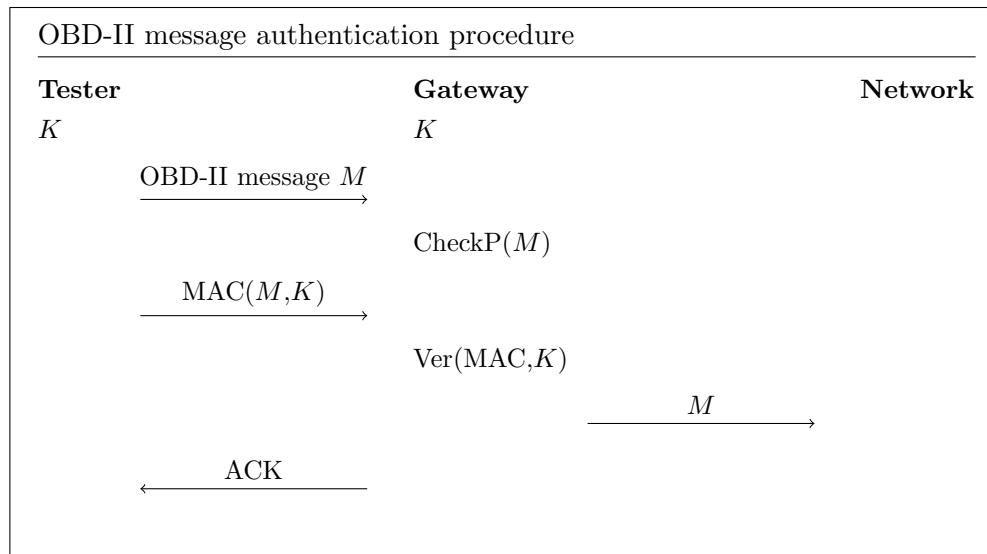 OBD-II message authentication procedure
Tester Gateway Network
K K
OBD-II message M
CheckP(M)
MAC(M,K)
Ver(MAC,K)
M
ACK